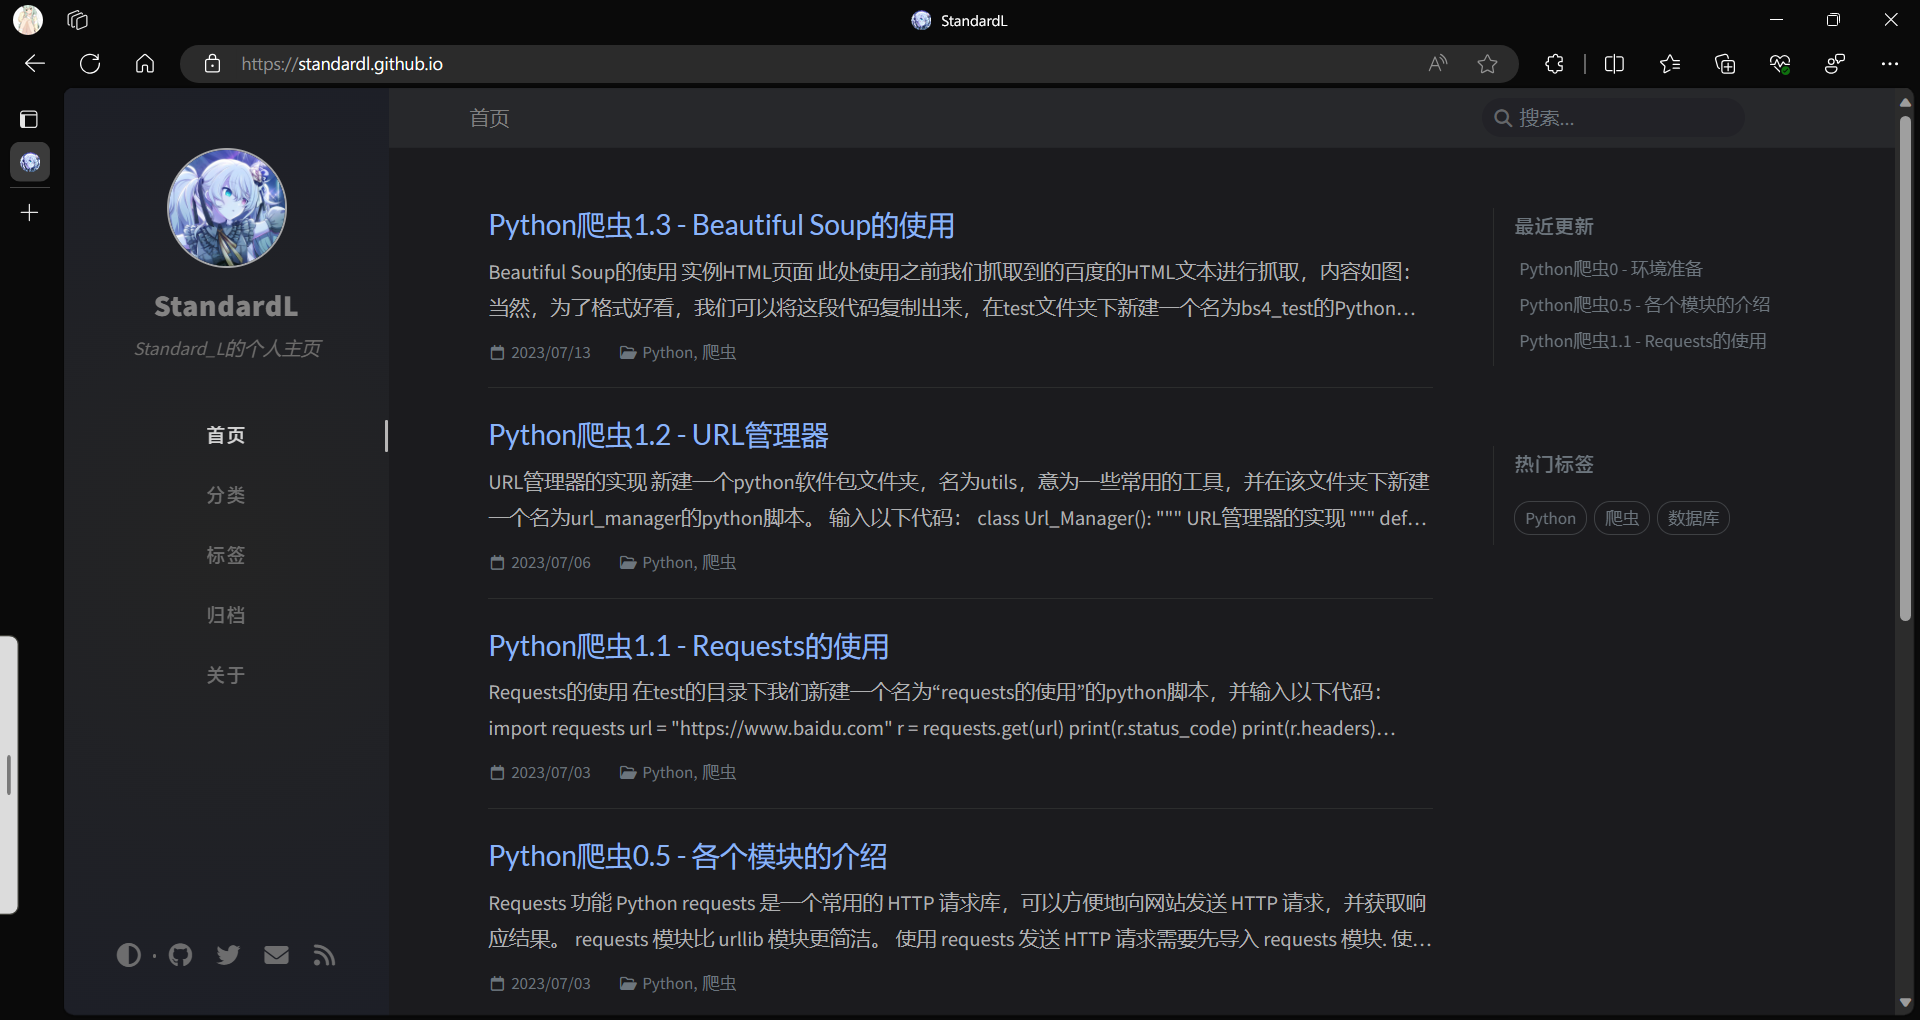 StandardL
https://standardl.github.io
首页
搜索...
StandardL
Standard_L的个人主页
首页
分类
标签
归档
关于
Python爬虫1.3 - Beautiful Soup的使用
Beautiful Soup的使用 实例HTML页面 此处使用之前我们抓取到的百度的HTML文本进行抓取，内容如图：
当然，为了格式好看，我们可以将这段代码复制出来，在test文件夹下新建一个名为bs4_test的Python...
2023/07/13 Python, 爬虫
Python爬虫1.2 - URL管理器
URL管理器的实现 新建一个python软件包文件夹，名为utils，意为一些常用的工具，并在该文件夹下新建
一个名为url_manager的python脚本。 输入以下代码： class Url_Manager(): """ URL管理器的实现 """ def...
2023/07/06 Python, 爬虫
Python爬虫1.1 - Requests的使用
Requests的使用 在test的目录下我们新建一个名为“requests的使用”的python脚本，并输入以下代码：
import requests url = "https://www.baidu.com" r = requests.get(url) print(r.status_code) print(r.headers)...
2023/07/03 Python, 爬虫
Python爬虫0.5 - 各个模块的介绍
Requests 功能 Python requests 是一个常用的 HTTP 请求库，可以方便地向网站发送 HTTP 请求，并获取响
应结果。 requests 模块比 urllib 模块更简洁。 使用 requests 发送 HTTP 请求需要先导入 requests 模块. 使...
2023/07/03 Python, 爬虫
最近更新
Python爬虫0 - 环境准备
Python爬虫0.5 - 各个模块的介绍
Python爬虫1.1 - Requests的使用
热门标签
Python 爬虫 数据库